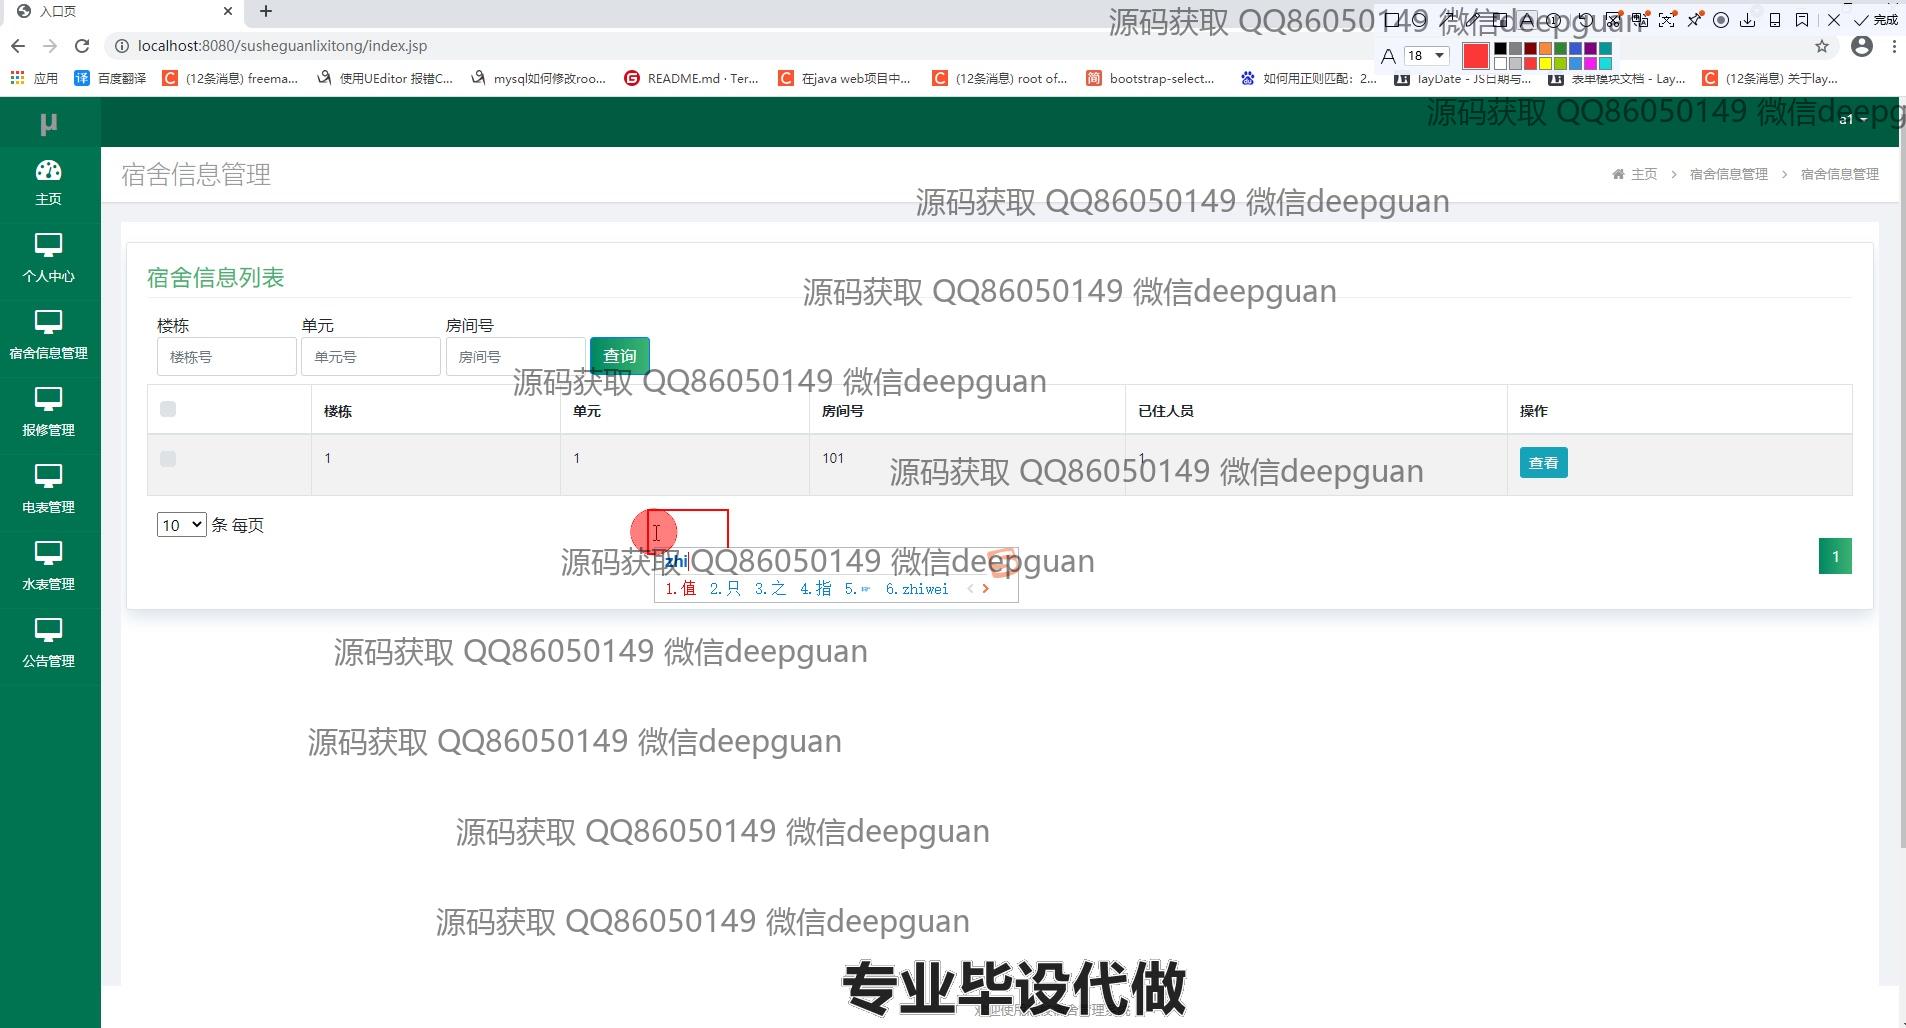 入口页
源码获取 QQ86050149 微信deepguan
完成
localhost:8080/susheguanlixitong/index.jsp
A 18
应用 百度翻译 (12条消息) freema... 使用UEditor 报错C... mysql如何修改roo... README.md · Ter... 在java web项目中... (12条消息) root of... bootstrap-select... 如何用正则匹配：2... layDate - JS日期与... 表单模块文档 - Lay... (12条消息) 关于lay...
源码获取 QQ86050149 微信deepg
μ
a1
宿舍信息管理
主页 > 宿舍信息管理 > 宿舍信息管理
主页
源码获取 QQ86050149 微信deepguan
个人中心
宿舍信息列表
源码获取 QQ86050149 微信deepguan
楼栋 单元 房间号
宿舍信息管理
楼栋号 单元号 房间号 查询
源码获取 QQ86050149 微信deepguan
楼栋 单元 房间号 已住人员 操作
报修管理
1 1 101 1 查看
源码获取 QQ86050149 微信deepguan
电表管理
10 条 每页
zhi
源码获取 QQ86050149 微信deepguan
1
水表管理
1.值 2.只 3.之 4.指 5.☞ 6.zhiwei
源码获取 QQ86050149 微信deepguan
公告管理
源码获取 QQ86050149 微信deepguan
源码获取 QQ86050149 微信deepguan
源码获取 QQ86050149 微信deepguan
专业毕设代做